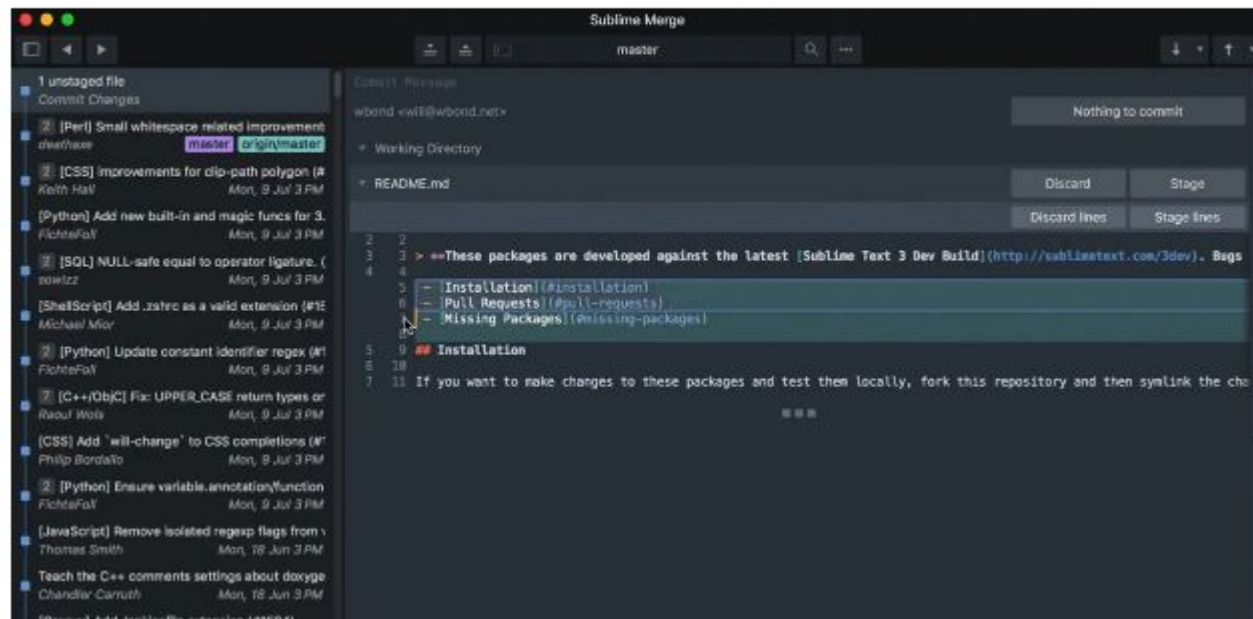 Sublime Merge
master
1 unstaged file
Commit Changes
2 [Perl] Small whitespace related improvement
deathaxe master origin/master
2 [CSS] improvements for clip-path polygon (#
Keith Hall Mon, 9 Jul 3 PM
[Python] Add new built-in and magic funcs for 3.
FichteFoll Mon, 9 Jul 3 PM
2 [SQL] NULL-safe equal to operator ligature. (
Mon, 9 Jul 3 PM
[ShellScript] Add .zshrc as a valid extension (#1
Michael Mior Mon, 9 Jul 3 PM
2 [Python] Update constant identifier regex (#1
FichteFoll Mon, 9 Jul 3 PM
2 [C++/ObjC] Fix: UPPER_CASE return types or
Raoul Wols Mon, 9 Jul 3 PM
[CSS] Add `will-change` to CSS completions (#1
Philip Bordallo Mon, 9 Jul 3 PM
2 [Python] Ensure variable.annotation/function
FichteFoll Mon, 9 Jul 3 PM
[JavaScript] Remove isolated regexp flags from
Thomas Smith Mon, 18 Jun 3 PM
Teach the C++ comments settings about doxyge
Chandler Carruth Mon, 18 Jun 3 PM
Commit Message
wbond <will@wbond.net>
Nothing to commit
Working Directory
README.md
Discard Stage
Discard lines Stage lines
2 2
3 3 > **These packages are developed against the latest [Sublime Text 3 Dev Build](http://sublimetext.com/3dev). Bugs
4 4
5 - [Installation](#installation)
6 - [Pull Requests](#pull-requests)
7 - [Missing Packages](#missing-packages)
8
5 9 ## Installation
6 10
7 11 If you want to make changes to these packages and test them locally, fork this repository and then symlink the cha